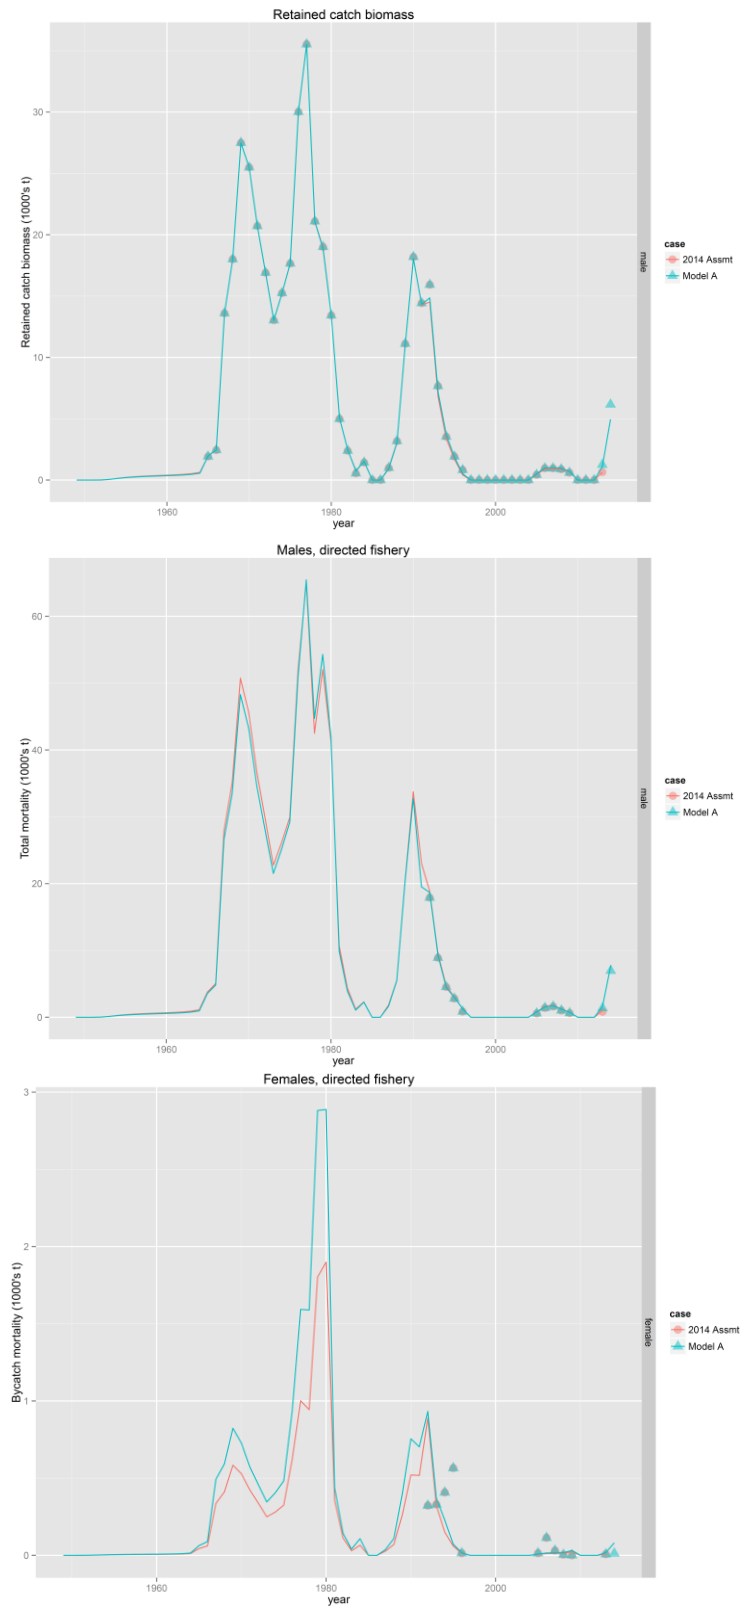 Retained catch biomass
30
20
10
0
Retained catch biomass (1000's t)
1960
1980
2000
year
male
case
2014 Assmt
Model A
Males, directed fishery
60
40
20
0
Total mortality (1000's t)
1960
1980
2000
year
male
case
2014 Assmt
Model A
Females, directed fishery
3
2
1
0
Bycatch mortality (1000's t)
1960
1980
2000
year
female
case
2014 Assmt
Model A